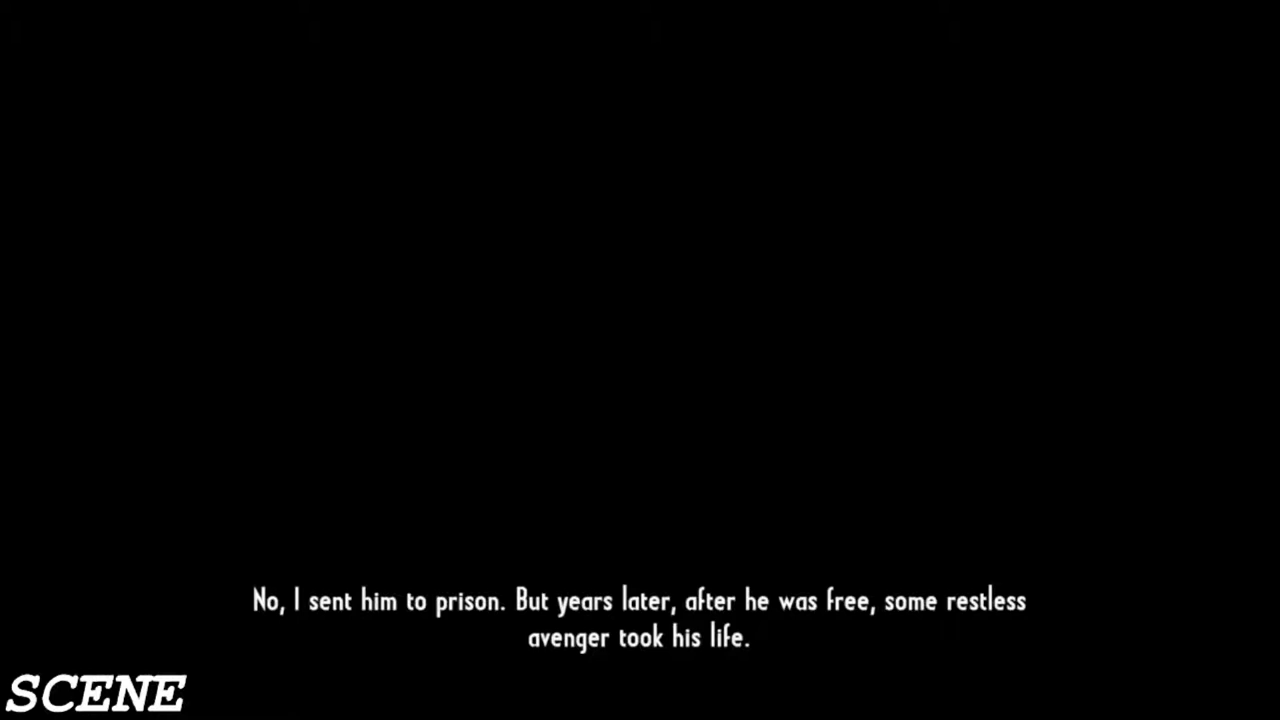 No, I sent him to prison. But years later, after he was free, some restless
avenger took his life.
SCENE